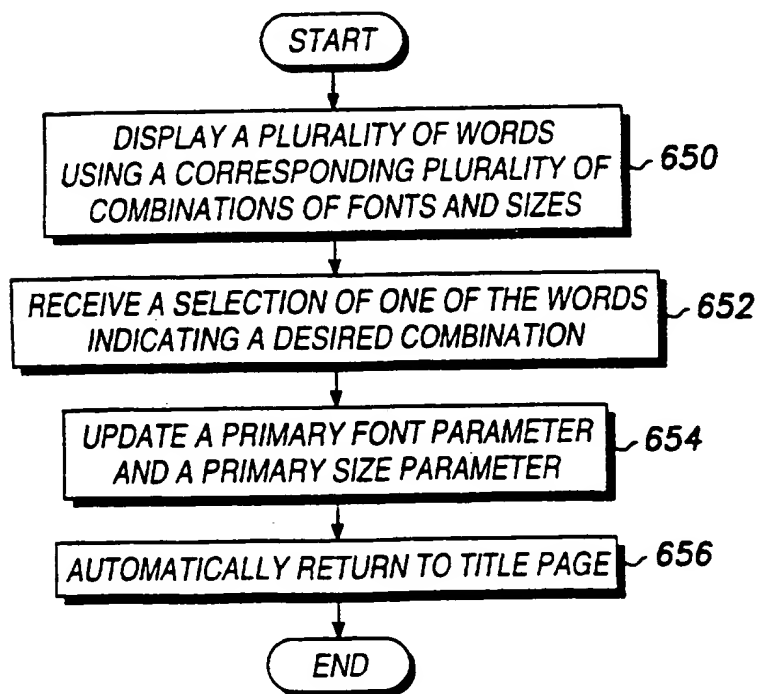 START
DISPLAY A PLURALITY OF WORDS
USING A CORRESPONDING PLURALITY OF
COMBINATIONS OF FONTS AND SIZES
650
RECEIVE A SELECTION OF ONE OF THE WORDS
INDICATING A DESIRED COMBINATION
652
UPDATE A PRIMARY FONT PARAMETER
AND A PRIMARY SIZE PARAMETER
654
AUTOMATICALLY RETURN TO TITLE PAGE
656
END